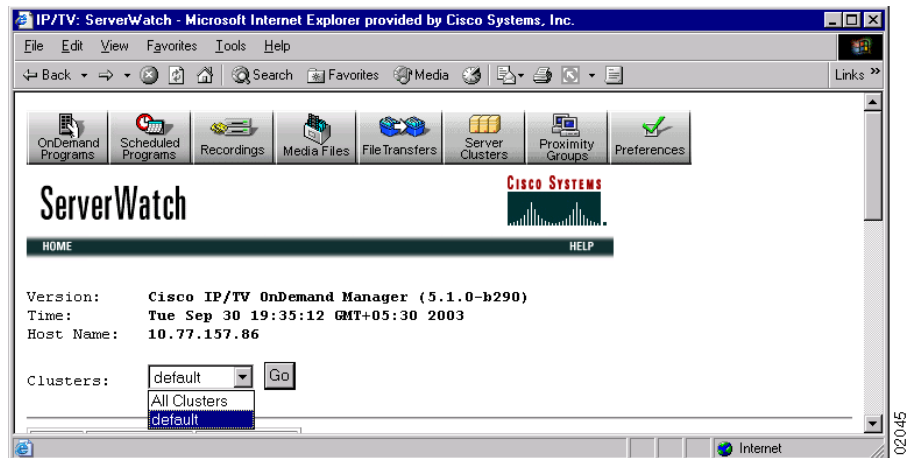 IP/TV: ServerWatch - Microsoft Internet Explorer provided by Cisco Systems, Inc.
File Edit View Favorites Tools Help
Back Search Favorites Media Links »
OnDemand Programs Scheduled Programs Recordings Media Files File Transfers Server Clusters Proximity Groups Preferences
ServerWatch CISCO SYSTEMS
HOME HELP
Version: Cisco IP/TV OnDemand Manager (5.1.0-b290)
Time: Tue Sep 30 19:35:12 GMT+05:30 2003
Host Name: 10.77.157.86
Clusters: default Go
All Clusters
default
Internet
02045